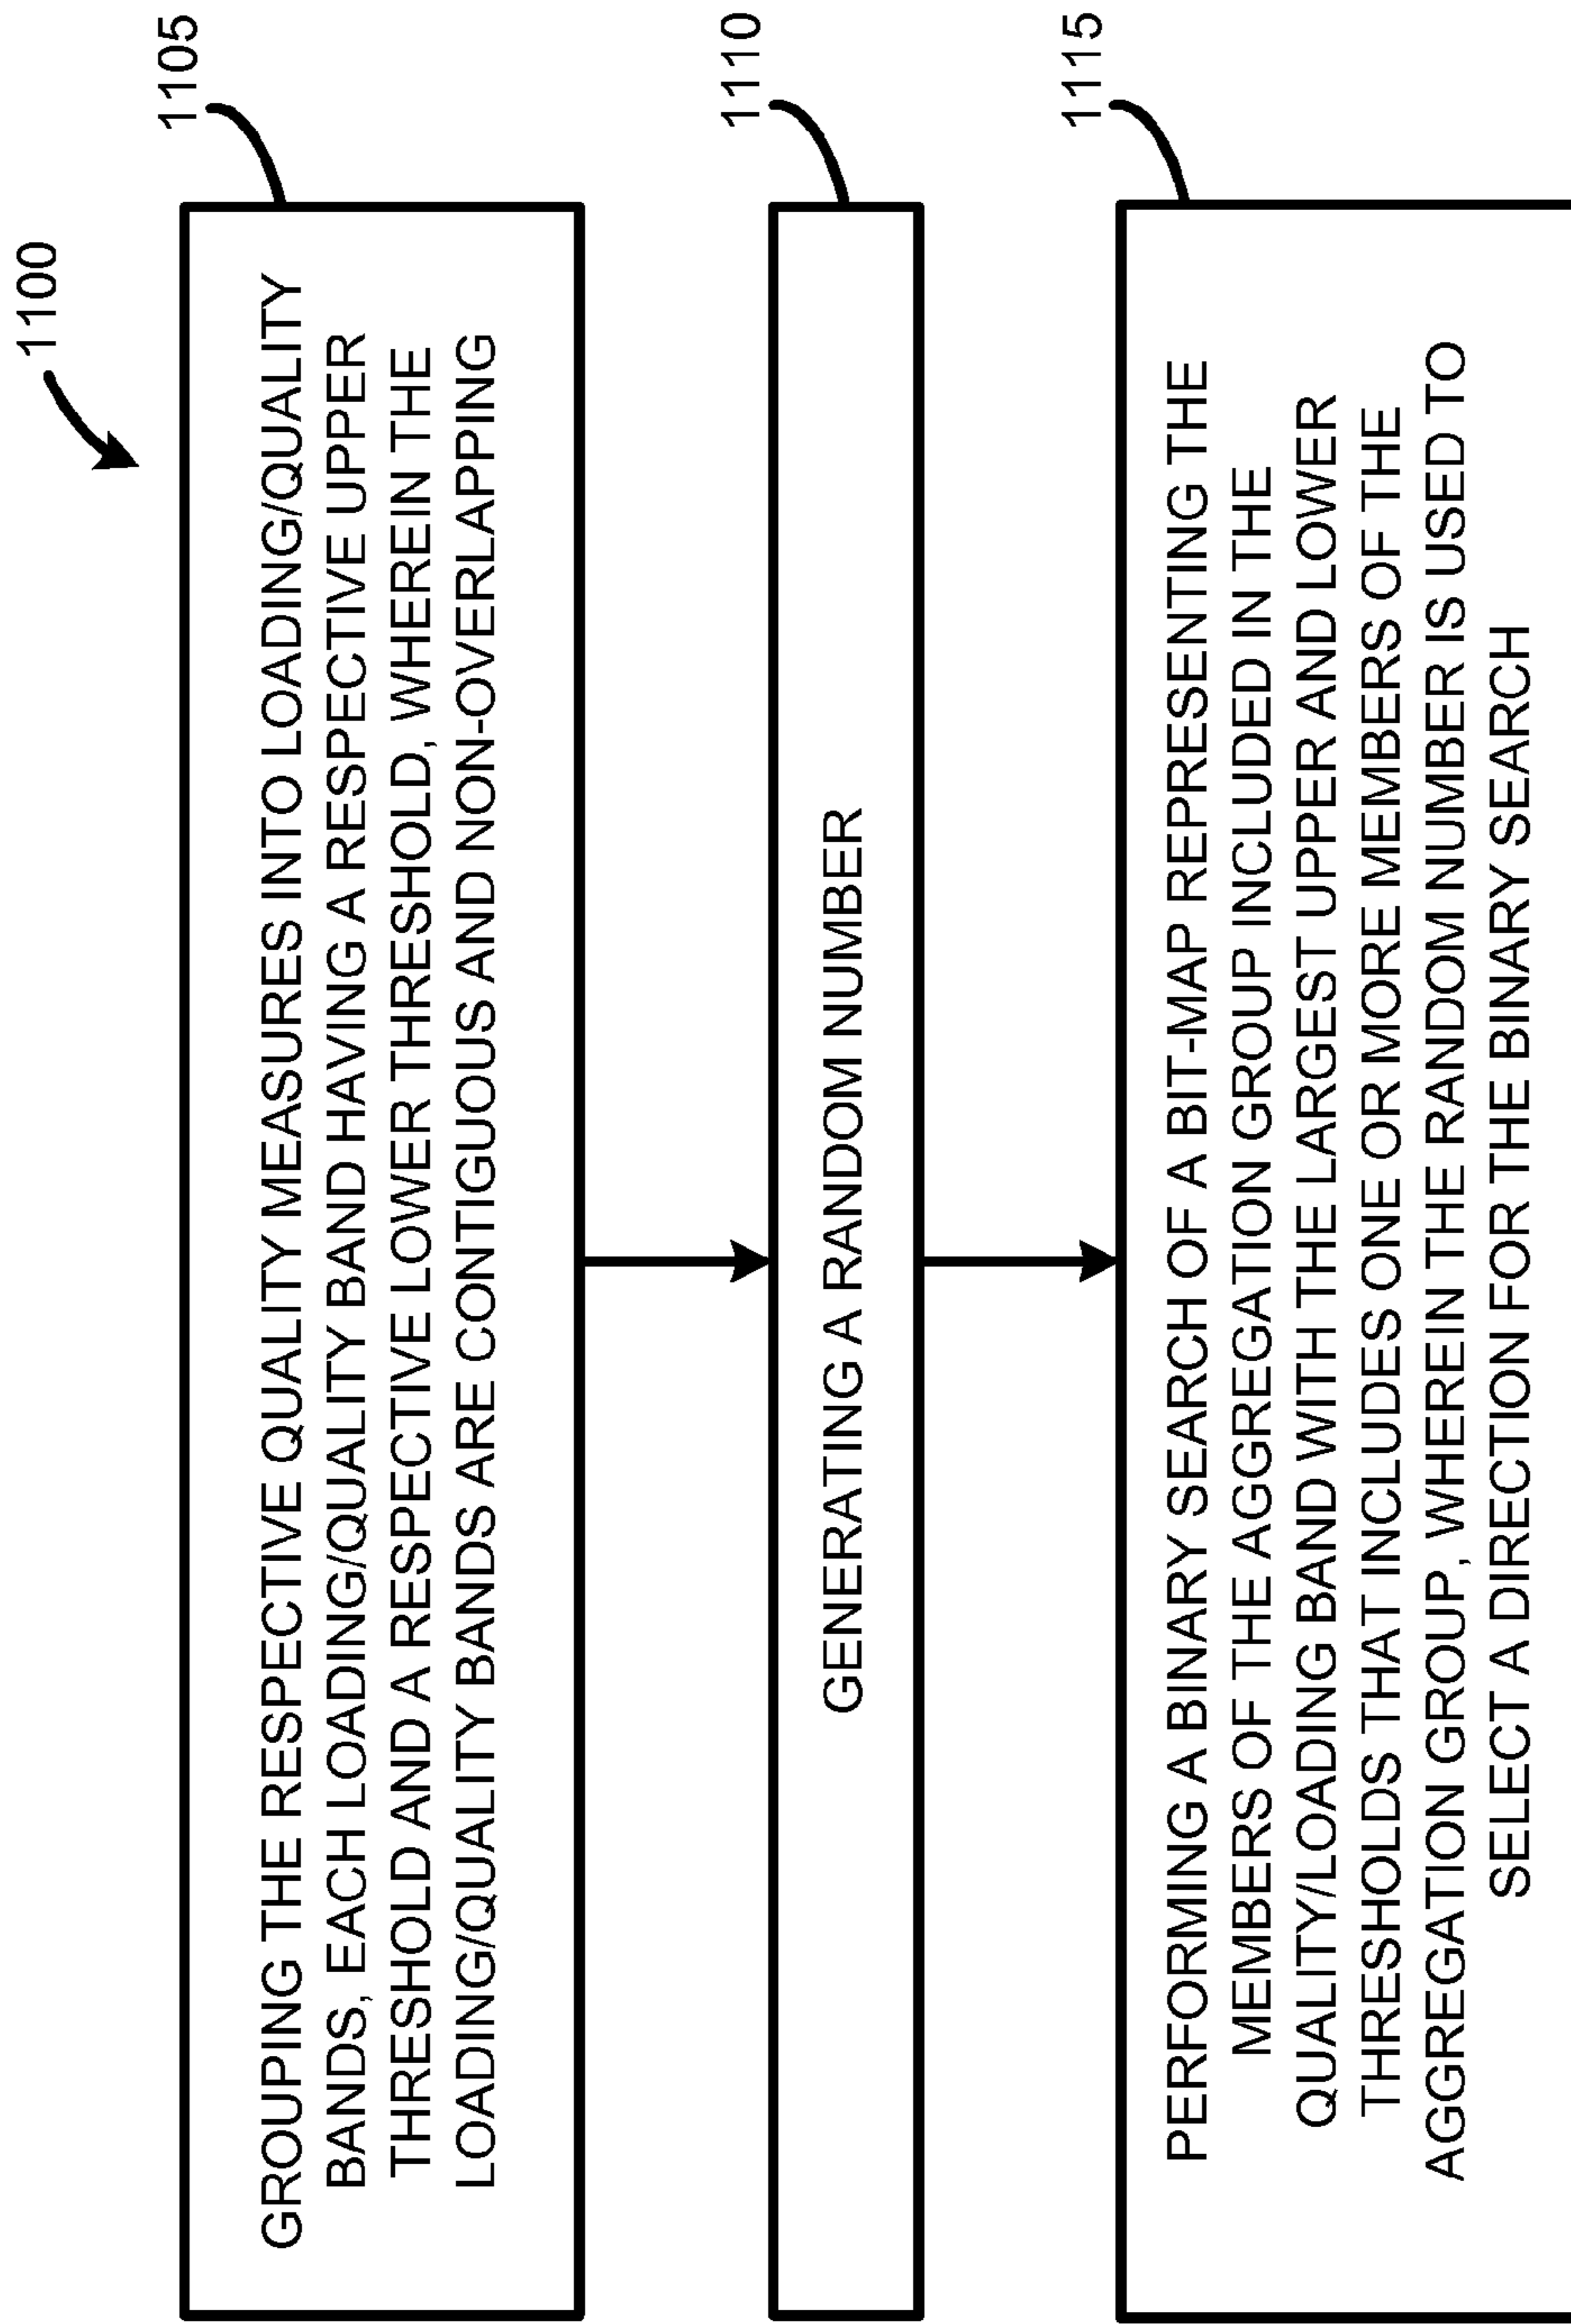 1100
1105
GROUPING THE RESPECTIVE QUALITY MEASURES INTO LOADING/QUALITY
BANDS, EACH LOADING/QUALITY BAND HAVING A RESPECTIVE UPPER
THRESHOLD AND A RESPECTIVE LOWER THRESHOLD, WHEREIN THE
LOADING/QUALITY BANDS ARE CONTIGUOUS AND NON-OVERLAPPING
1110
GENERATING A RANDOM NUMBER
1115
PERFORMING A BINARY SEARCH OF A BIT-MAP REPRESENTING THE
MEMBERS OF THE AGGREGATION GROUP INCLUDED IN THE
QUALITY/LOADING BAND WITH THE LARGEST UPPER AND LOWER
THRESHOLDS THAT INCLUDES ONE OR MORE MEMBERS OF THE
AGGREGATION GROUP, WHEREIN THE RANDOM NUMBER IS USED TO
SELECT A DIRECTION FOR THE BINARY SEARCH